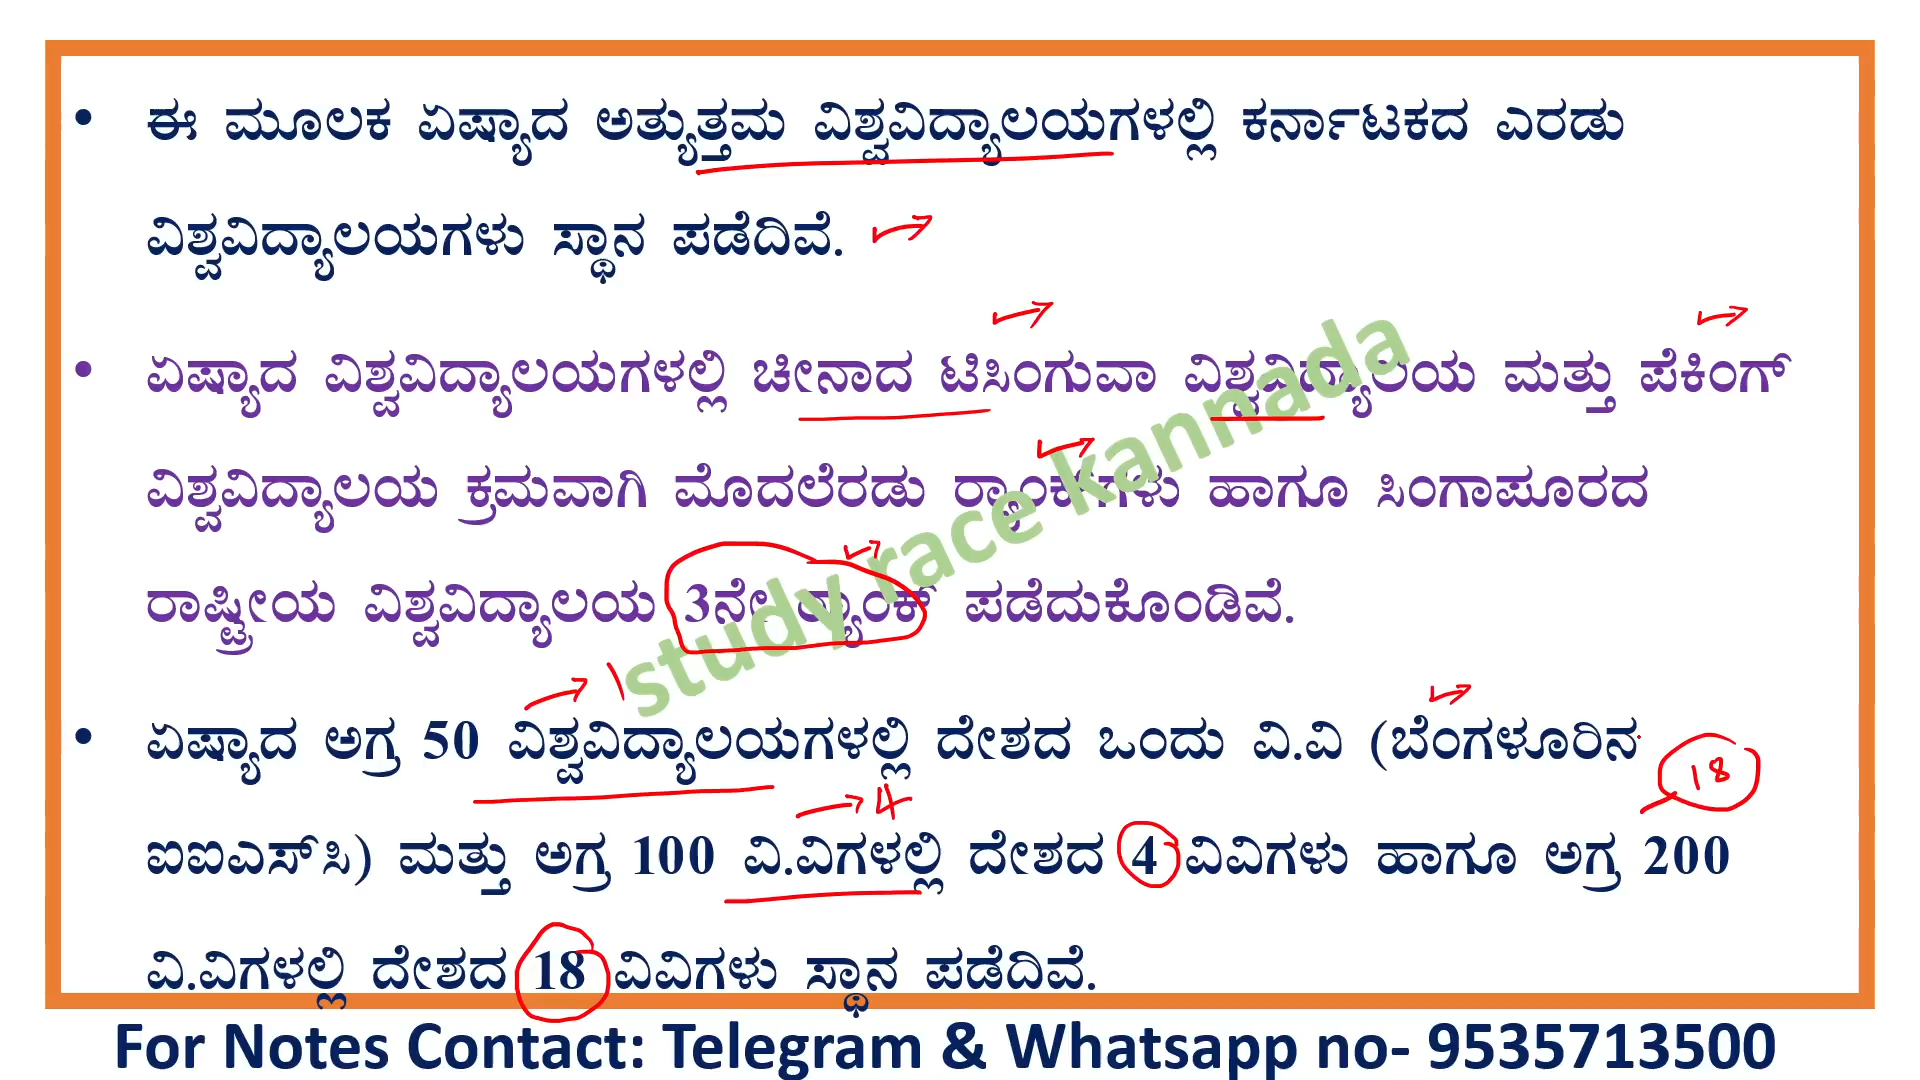 • ಈ ಮೂಲಕ ಏಷ್ಯಾದ ಅತ್ಯುತ್ತಮ ವಿಶ್ವವಿದ್ಯಾಲಯಗಳಲ್ಲಿ ಕರ್ನಾಟಕದ ಎರಡು
ವಿಶ್ವವಿದ್ಯಾಲಯಗಳು ಸ್ಥಾನ ಪಡೆದಿವೆ.
• ಏಷ್ಯಾದ ವಿಶ್ವವಿದ್ಯಾಲಯಗಳಲ್ಲಿ ಚೀನಾದ ಟಿಸಿಂಗುವಾ ವಿಶ್ವವಿದ್ಯಾಲಯ ಮತ್ತು ಪೆಕಿಂಗ್
ವಿಶ್ವವಿದ್ಯಾಲಯ ಕ್ರಮವಾಗಿ ಮೊದಲೆರಡು ರ‍್ಯಾಂಕ್‌ಗಳು ಹಾಗೂ ಸಿಂಗಾಪೂರದ
ರಾಷ್ಟ್ರೀಯ ವಿಶ್ವವಿದ್ಯಾಲಯ 3ನೇ ರ‍್ಯಾಂಕ್ ಪಡೆದುಕೊಂಡಿವೆ.
study race kannada
1
• ಏಷ್ಯಾದ ಅಗ್ರ 50 ವಿಶ್ವವಿದ್ಯಾಲಯಗಳಲ್ಲಿ ದೇಶದ ಒಂದು ವಿ.ವಿ (ಬೆಂಗಳೂರಿನ
18
4
ಐಐಎಸ್‌ಸಿ) ಮತ್ತು ಅಗ್ರ 100 ವಿ.ವಿಗಳಲ್ಲಿ ದೇಶದ 4 ವಿವಿಗಳು ಹಾಗೂ ಅಗ್ರ 200
ವಿ.ವಿಗಳಲ್ಲಿ ದೇಶದ 18 ವಿವಿಗಳು ಸ್ಥಾನ ಪಡೆದಿವೆ.
For Notes Contact: Telegram & Whatsapp no- 9535713500